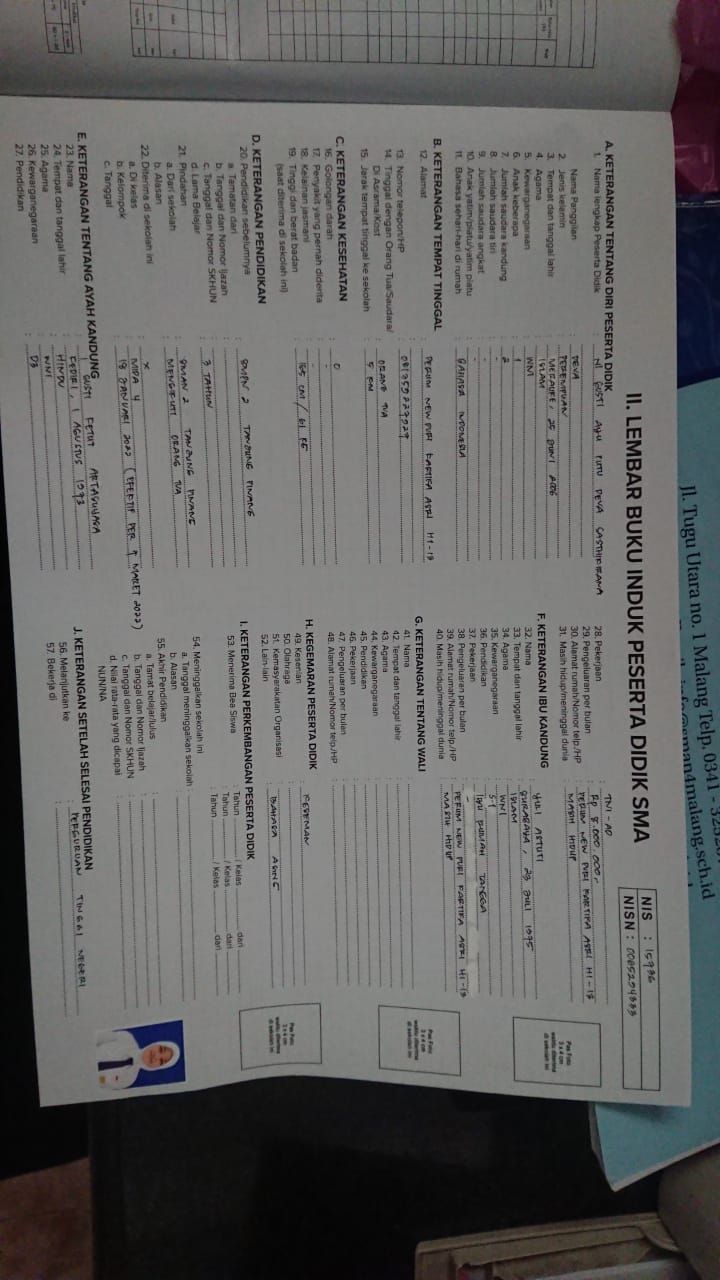 Jl. Tugu Utara no. 1 Malang Telp. 0341 -
info@sman4malang.sch.id
II. LEMBAR BUKU INDUK PESERTA DIDIK SMA
NIS : 15936
NISN : 0065294333
A. KETERANGAN TENTANG DIRI PESERTA DIDIK
1. Nama lengkap Peserta Didik : NI GUSTI AYU PUTU DEVA SASTHIKIRANA
Nama Panggilan : DEVA
2. Jenis kelamin : PEREMPUAN
3. Tempat dan tanggal lahir : MERAUKE, 25 JUNI 2006
4. Agama : ISLAM
5. Kewarganegaraan : WNI
6. Anak keberapa : 1
7. Jumlah saudara kandung : 2
8. Jumlah saudara tiri : -
9. Jumlah saudara angkat : -
10. Anak yatim/piatu/yatim piatu : -
11. Bahasa sehari-hari di rumah : BAHASA INDONESIA
B. KETERANGAN TEMPAT TINGGAL
12. Alamat : PERUM NEW PURI KARTIKA ASRI H1-18
13. Nomor telepon/HP : 081359227027
14. Tinggal dengan Orang Tua/Saudara/
Di Asrama/Kost : ORANG TUA
15. Jarak tempat tinggal ke sekolah : 5 KM
C. KETERANGAN KESEHATAN
16. Golongan darah : O
17. Penyakit yang pernah diderita : -
18. Kelainan jasmani : -
19. Tinggi dan berat badan : 165 CM / 61 KG
(saat diterima di sekolah ini)
D. KETERANGAN PENDIDIKAN
20. Pendidikan sebelumnya
a. Tamatan dari : SMPN 2 TANJUNG PINANG
b. Tanggal dan Nomor Ijazah :
c. Tanggal dan Nomor SKHUN :
d. Lama Belajar : 3 TAHUN
21. Pindahan
a. Dari sekolah : SMAN 2 TANJUNG PINANG
b. Alasan : MENGIKUTI ORANG TUA
22. Diterima di sekolah ini
a. Di kelas : X
b. Kelompok : MIPA 4
c. Tanggal : 18 JANUARI 2022 (EFEKTIF PER 1 MARET 2022)
E. KETERANGAN TENTANG AYAH KANDUNG
23. Nama : I GUSTI KETUT ARTAGUNASA
24. Tempat dan tanggal lahir : KEDIRI, 1 AGUSTUS 1973
25. Agama : HINDU
26. Kewarganegaraan : WNI
27. Pendidikan : D3
28. Pekerjaan : TNI-AD
29. Pengeluaran per bulan : Rp 8.000.000,-
30. Alamat rumah/Nomor telp./HP : PERUM NEW PURI KARTIKA ASRI H1-18
31. Masih hidup/meninggal dunia : MASIH HIDUP
F. KETERANGAN IBU KANDUNG
32. Nama : YULI ASTUTI
33. Tempat dan tanggal lahir : SURABAYA, 23 JULI 1975
34. Agama : ISLAM
35. Kewarganegaraan : WNI
36. Pendidikan : S-1
37. Pekerjaan : IBU RUMAH TANGGA
38. Pengeluaran per bulan : -
39. Alamat rumah/Nomor telp./HP : PERUM NEW PURI KARTIKA ASRI H1-18
40. Masih hidup/meninggal dunia : MASIH HIDUP
G. KETERANGAN TENTANG WALI
41. Nama :
42. Tempat dan tanggal lahir :
43. Agama :
44. Kewarganegaraan :
45. Pendidikan :
46. Pekerjaan :
47. Pengeluaran per bulan :
48. Alamat rumah/Nomor telp./HP :
H. KEGEMARAN PESERTA DIDIK
49. Kesenian : KESEMAN
50. Olahraga :
51. Kemasyarakatan Organisasi :
52. Lain-lain : BAHASA ASING
I. KETERANGAN PERKEMBANGAN PESERTA DIDIK
53. Menerima Bea Siswa : Tahun / Kelas dari
: Tahun / Kelas dari
: Tahun / Kelas dari
54. Meninggalkan sekolah ini
a. Tanggal meninggalkan sekolah :
b. Alasan :
55. Akhir Pendidikan
a. Tamat belajar/lulus :
b. Tanggal dan Nomor Ijazah :
c. Tanggal dan Nomor SKHUN :
d. Nilai rata-rata yang dicapai :
NUN/NA
J. KETERANGAN SETELAH SELESAI PENDIDIKAN
56. Melanjutkan ke : PERGURUAN TINGGI NEGERI
57. Bekerja di :
Pas Foto
3 x 4 cm
waktu diterima
di sekolah ini
Pas Foto
3 x 4 cm
waktu diterima
di sekolah ini
Pas Foto
3 x 4 cm
waktu diterima
di sekolah ini